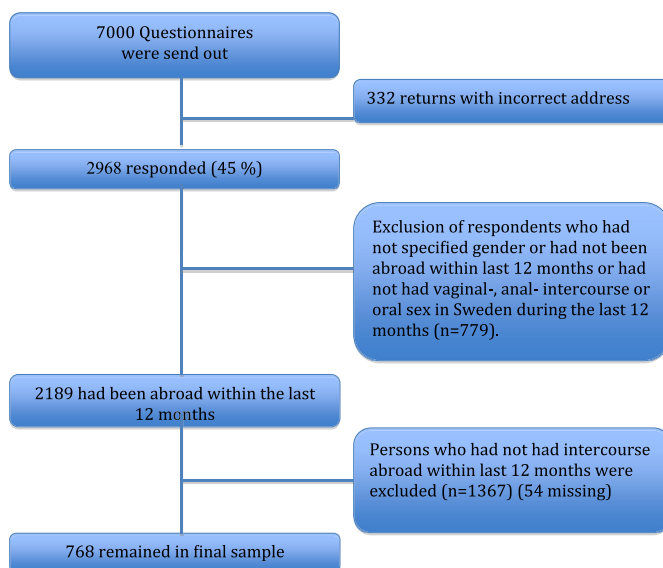 7000 Questionnaires
were send out
332 returns with incorrect address
2968 responded (45 %)
Exclusion of respondents who had
not specified gender or had not been
abroad within last 12 months or had
not had vaginal-, anal- intercourse or
oral sex in Sweden during the last 12
months (n=779).
2189 had been abroad within the last
12 months
Persons who had not had intercourse
abroad within last 12 months were
excluded (n=1367) (54 missing)
768 remained in final sample